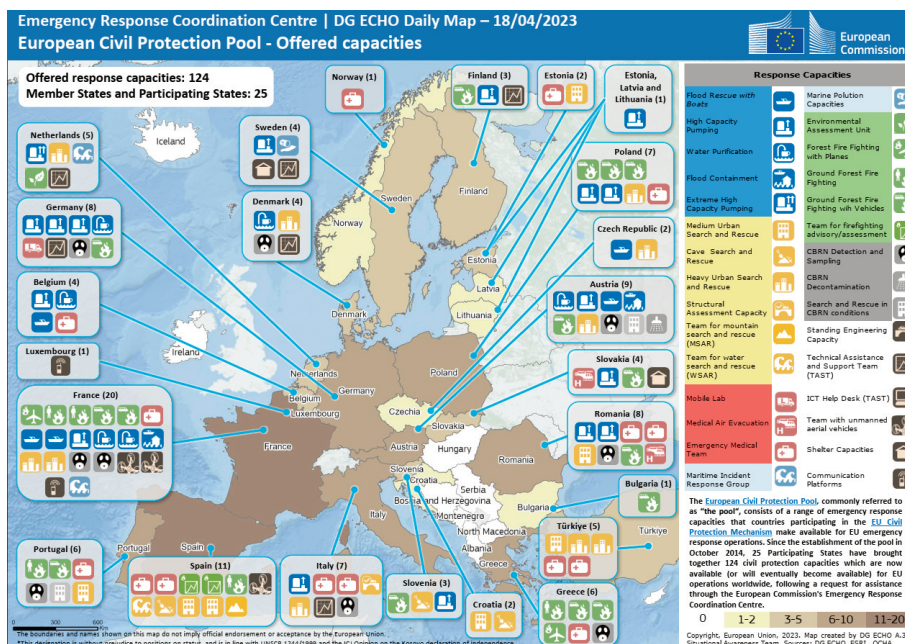 Emergency Response Coordination Centre | DG ECHO Daily Map – 18/04/2023
European Civil Protection Pool - Offered capacities
European
Commission
Offered response capacities: 124
Member States and Participating States: 25
Norway (1)
Finland (3)
Estonia (2)
Estonia,
Latvia and
Lithuania (1)
Netherlands (5)
Sweden (4)
Poland (7)
Germany (8)
Denmark (4)
Czech Republic (2)
Belgium (4)
Austria (9)
Luxembourg (1)
Slovakia (4)
France (20)
Romania (8)
Bulgaria (1)
Türkiye (5)
Portugal (6)
Spain (11)
Italy (7)
Slovenia (3)
Croatia (2)
Greece (6)
Iceland
Sweden
Finland
Norway
Estonia
Latvia
Lithuania
Denmark
Ireland
Netherlands
Poland
Germany
Belgium
Luxembourg
Czechia
Slovakia
France
Austria
Hungary
Romania
Slovenia
Croatia
Bosnia and Herzegovina
Serbia
Montenegro
Bulgaria
Italy
North Macedonia
Albania
Türkiye
Portugal
Spain
Greece
Response Capacities
Flood Rescue with
Boats
High Capacity
Pumping
Water Purification
Flood Containment
Extreme High
Capacity Pumping
Medium Urban
Search and Rescue
Cave Search and
Rescue
Heavy Urban Search
and Rescue
Structural
Assessment Capacity
Team for mountain
search and rescue
(MSAR)
Team for water
search and rescue
(WSAR)
Mobile Lab
Medical Air Evacuation
Emergency Medical
Team
Maritime Incident
Response Group
Marine Polution
Capacities
Environmental
Assessment Unit
Forest Fire Fighting
with Planes
Ground Forest Fire
Fighting
Ground Forest Fire
Fighting wih Vehicles
Team for firefighting
advisory/assessment
CBRN Detection and
Sampling
CBRN
Decontamination
Search and Rescue in
CBRN conditions
Standing Engineering
Capacity
Technical Assistance
and Support Team
(TAST)
ICT Help Desk (TAST)
Team with unmanned
aerial vehicles
Shelter Capacities
Communication
Platforms
The European Civil Protection Pool, commonly referred to
as "the pool", consists of a range of emergency response
capacities that countries participating in the EU Civil
Protection Mechanism make available for EU emergency
response operations. Since the establishment of the pool in
October 2014, 25 Participating States have brought
together 124 civil protection capacities which are now
available (or will eventually become available) for EU
operations worldwide, following a request for assistance
through the European Commission's Emergency Response
Coordination Centre.
0 1-2 3-5 6-10 11-20
Copyright, European Union, 2023. Map created by DG ECHO A.1
The boundaries and names shown on this map do not imply official endorsement or acceptance by the European Union.